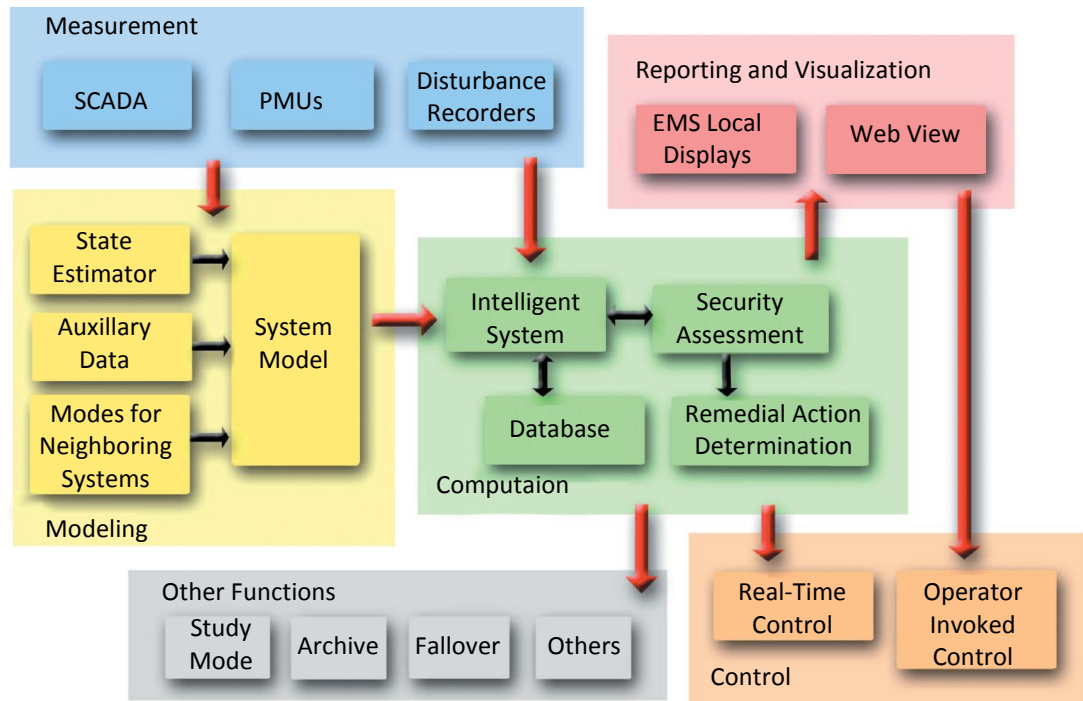 Measurement
SCADA
PMUs
Disturbance
Recorders
Reporting and Visualization
EMS Local
Displays
Web View
State
Estimator
Auxillary
Data
Modes for
Neighboring
Systems
System
Model
Modeling
Intelligent
System
Security
Assessment
Database
Remedial Action
Determination
Computaion
Other Functions
Study
Mode
Archive
Fallover
Others
Real-Time
Control
Operator
Invoked
Control
Control